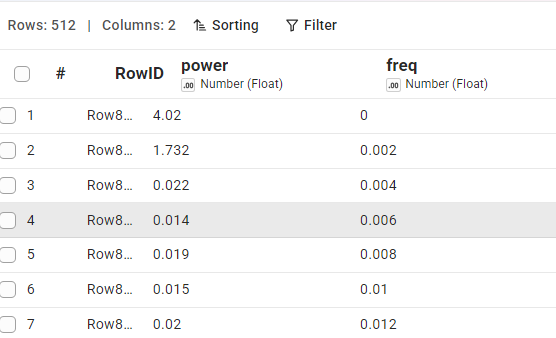 Rows: 512 | Columns: 2 Sorting Filter
# RowID power freq
.00 Number (Float) .00 Number (Float)
1 Row8... 4.02 0
2 Row8... 1.732 0.002
3 Row8... 0.022 0.004
4 Row8... 0.014 0.006
5 Row8... 0.019 0.008
6 Row8... 0.015 0.01
7 Row8... 0.02 0.012